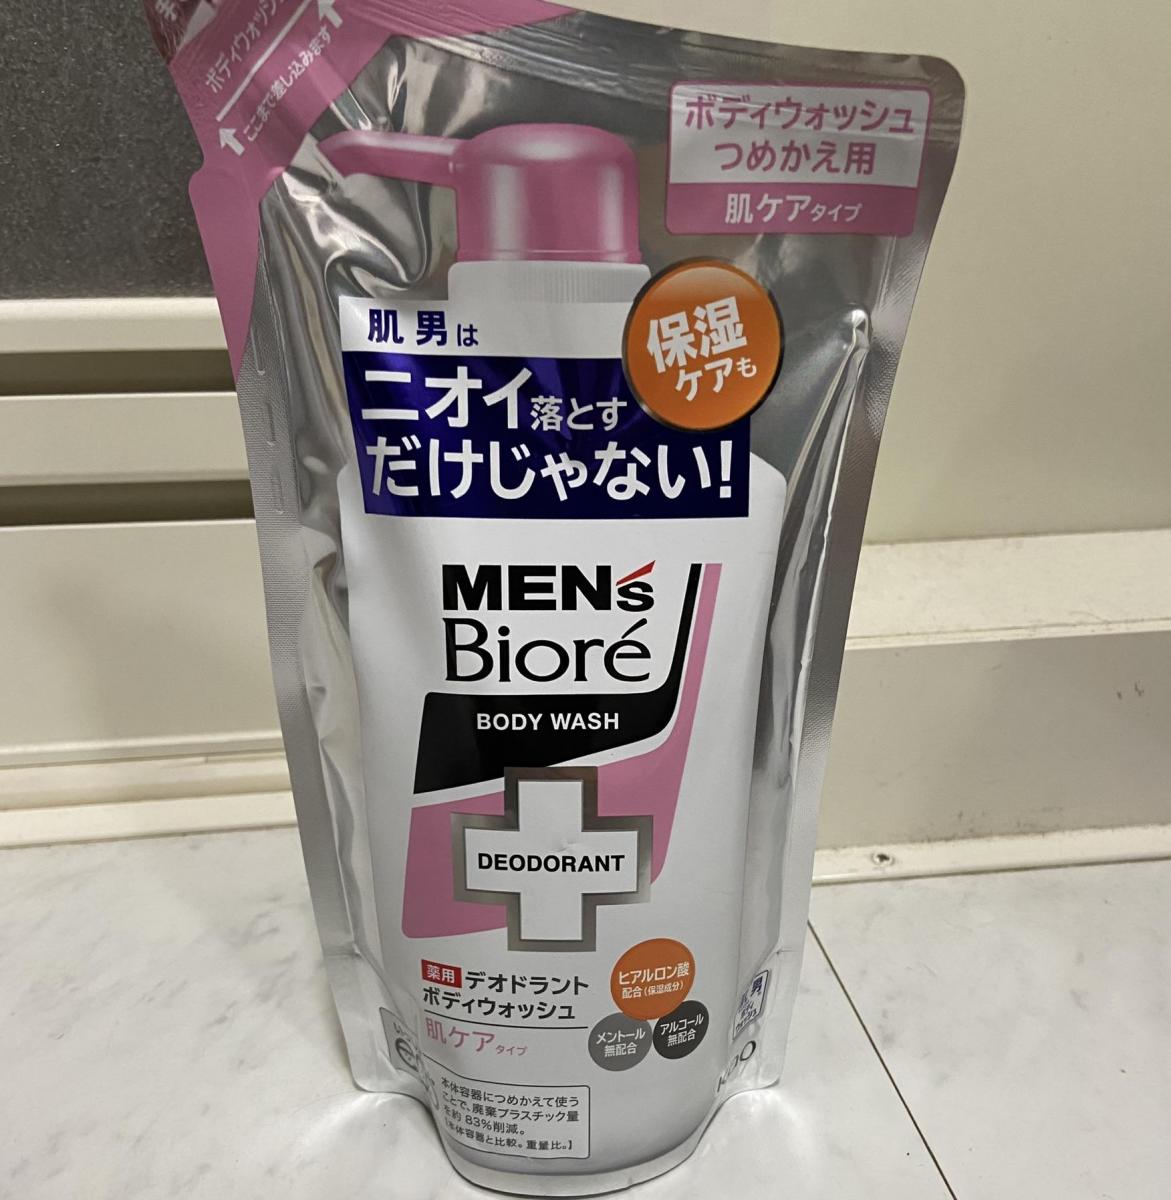 ボディウォッシュ
ここまで差し込みます
ボディウォッシュ
つめかえ用
肌ケアタイプ
保湿
ケアも
肌 男は
ニオイ落とす
だけじゃない!
MEN's
Bioré
BODY WASH
DEODORANT
薬用 デオドラント
ボディウォッシュ
肌ケアタイプ
ヒアルロン酸
配合(保湿成分)
メントール
無配合
アルコール
無配合
Kao
本体容器につめかえて使う
ことで、廃棄プラスチック量
を約 83%削減。
【本体容器と比較。重量比。】